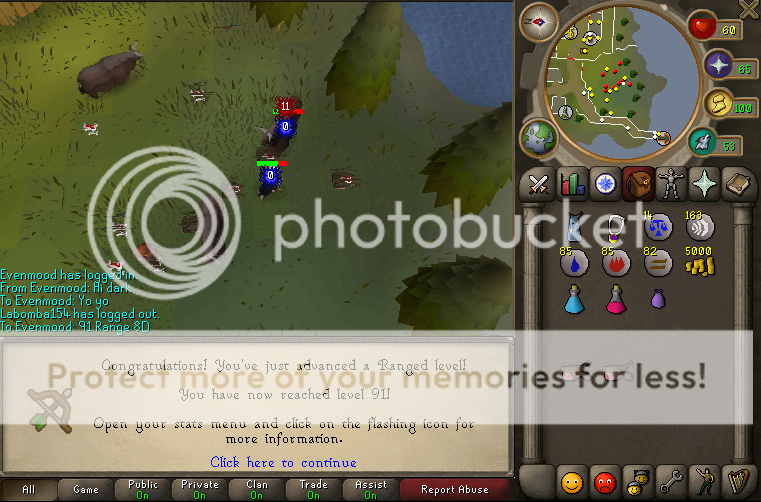 11
0
0
60
65
100
53
14
163
85
85
82
5000
Evenmood has logged in.
From Evenmood: Ai dark
To Evenmood: Yo yo
Labomba154 has logged out.
To Evenmood: 91 Range 8D
photobucket
Protect more of your memories for less!
Congratulations! You've just advanced a Ranged level!
You have now reached level 91!
Open your stats menu and click on the flashing icon for
more information.
Click here to continue
All Game Public On Private On Clan On Trade On Assist On Report Abuse